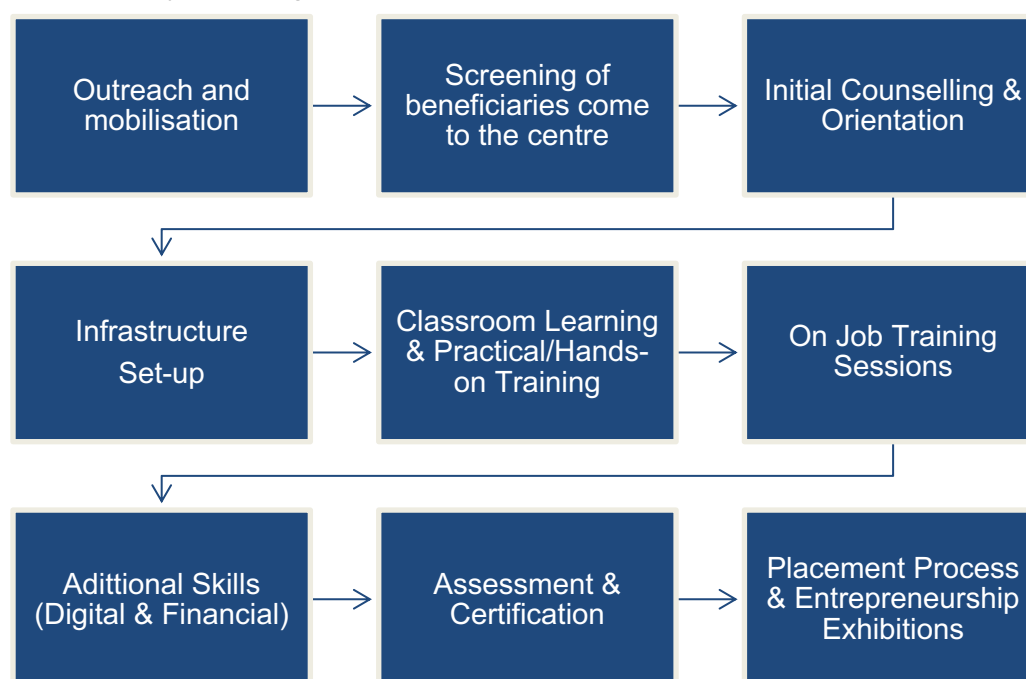 Outreach and
mobilisation
Screening of
beneficiaries come
to the centre
Initial Counselling &
Orientation
Infrastructure
Set-up
Classroom Learning
& Practical/Hands-
on Training
On Job Training
Sessions
Adittional Skills
(Digital & Financial)
Assessment &
Certification
Placement Process
& Entrepreneurship
Exhibitions